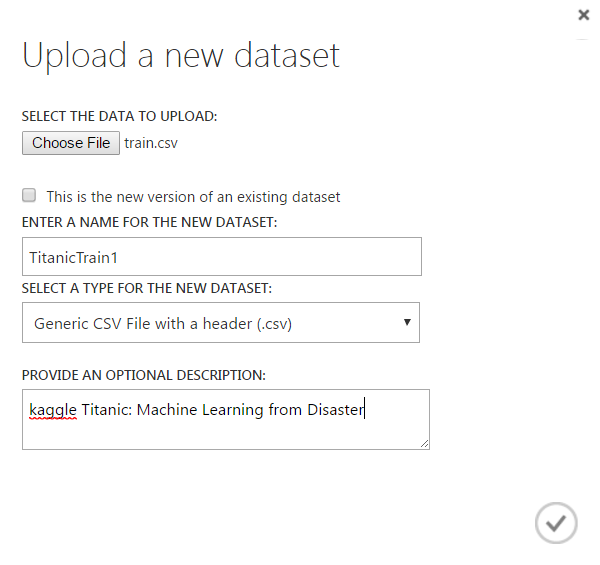 Upload a new dataset
SELECT THE DATA TO UPLOAD:
Choose File train.csv
This is the new version of an existing dataset
ENTER A NAME FOR THE NEW DATASET:
TitanicTrain1
SELECT A TYPE FOR THE NEW DATASET:
Generic CSV File with a header (.csv)
PROVIDE AN OPTIONAL DESCRIPTION:
kaggle Titanic: Machine Learning from Disaster